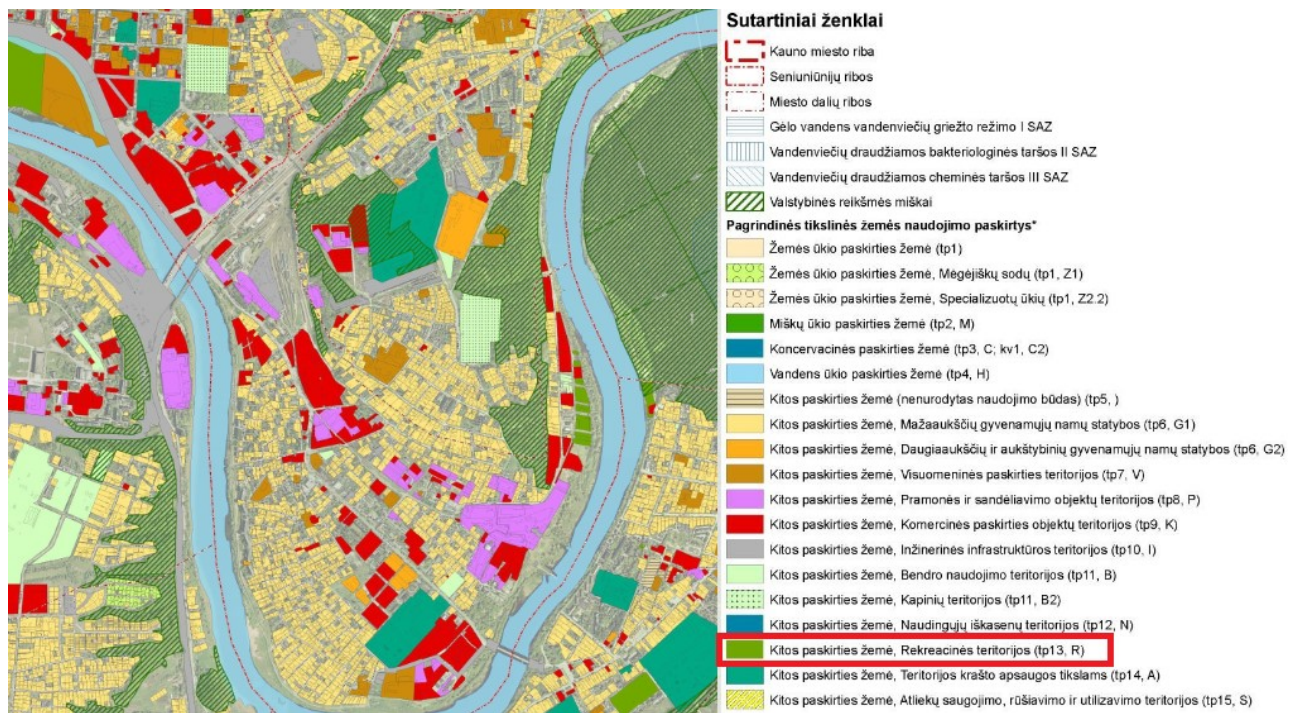 Sutartiniai ženklai
Kauno miesto riba
Seniuniūnijų ribos
Miesto dalių ribos
Gėlo vandens vandenviečių griežto režimo I SAZ
Vandenviečių draudžiamos bakteriologinės taršos II SAZ
Vandenviečių draudžiamos cheminės taršos III SAZ
Valstybinės reikšmės miškai
Pagrindinės tikslinės žemės naudojimo paskirtys*
Žemės ūkio paskirties žemė (tp1)
Žemės ūkio paskirties žemė, Mėgėjiškų sodų (tp1, Z1)
Žemės ūkio paskirties žemė, Specializuotų ūkių (tp1, Z2.2)
Miškų ūkio paskirties žemė (tp2, M)
Koncervacinės paskirties žemė (tp3, C; kv1, C2)
Vandens ūkio paskirties žemė (tp4, H)
Kitos paskirties žemė (nenurodytas naudojimo būdas) (tp5, )
Kitos paskirties žemė, Mažaaukščių gyvenamųjų namų statybos (tp6, G1)
Kitos paskirties žemė, Daugiaaukščių ir aukštybinių gyvenamųjų namų statybos (tp6, G2)
Kitos paskirties žemė, Visuomeninės paskirties teritorijos (tp7, V)
Kitos paskirties žemė, Pramonės ir sandėliavimo objektų teritorijos (tp8, P)
Kitos paskirties žemė, Komercinės paskirties objektų teritorijos (tp9, K)
Kitos paskirties žemė, Inžinerinės infrastruktūros teritorijos (tp10, I)
Kitos paskirties žemė, Bendro naudojimo teritorijos (tp11, B)
Kitos paskirties žemė, Kapinių teritorijos (tp11, B2)
Kitos paskirties žemė, Naudingųjų iškasenų teritorijos (tp12, N)
Kitos paskirties žemė, Rekreacinės teritorijos (tp13, R)
Kitos paskirties žemė, Teritorijos krašto apsaugos tikslams (tp14, A)
Kitos paskirties žemė, Atliekų saugojimo, rūšiavimo ir utilizavimo teritorijos (tp15, S)